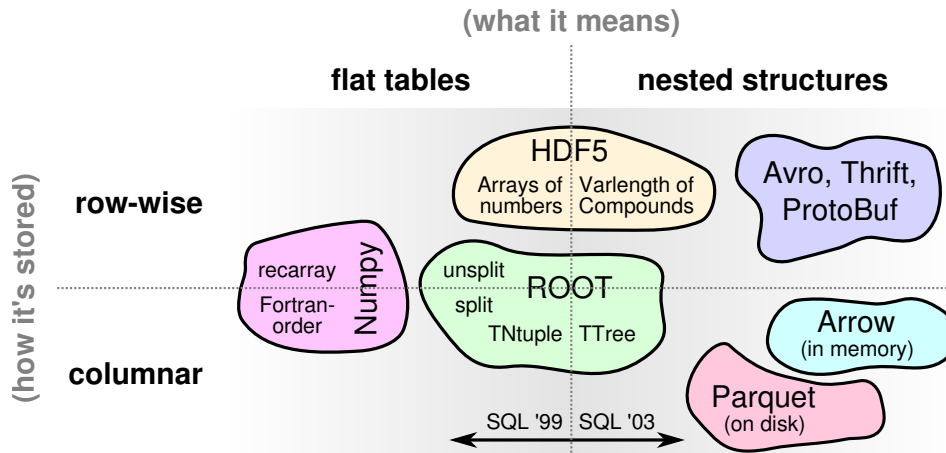 (what it means)
flat tables
nested structures
(how it's stored)
row-wise
columnar
HDF5
Arrays of
numbers
Varlength of
Compounds
Avro, Thrift,
ProtoBuf
recarray
Fortran-
order
Numpy
unsplit
split
ROOT
TNtuple
TTree
Arrow
(in memory)
Parquet
(on disk)
SQL '99
SQL '03